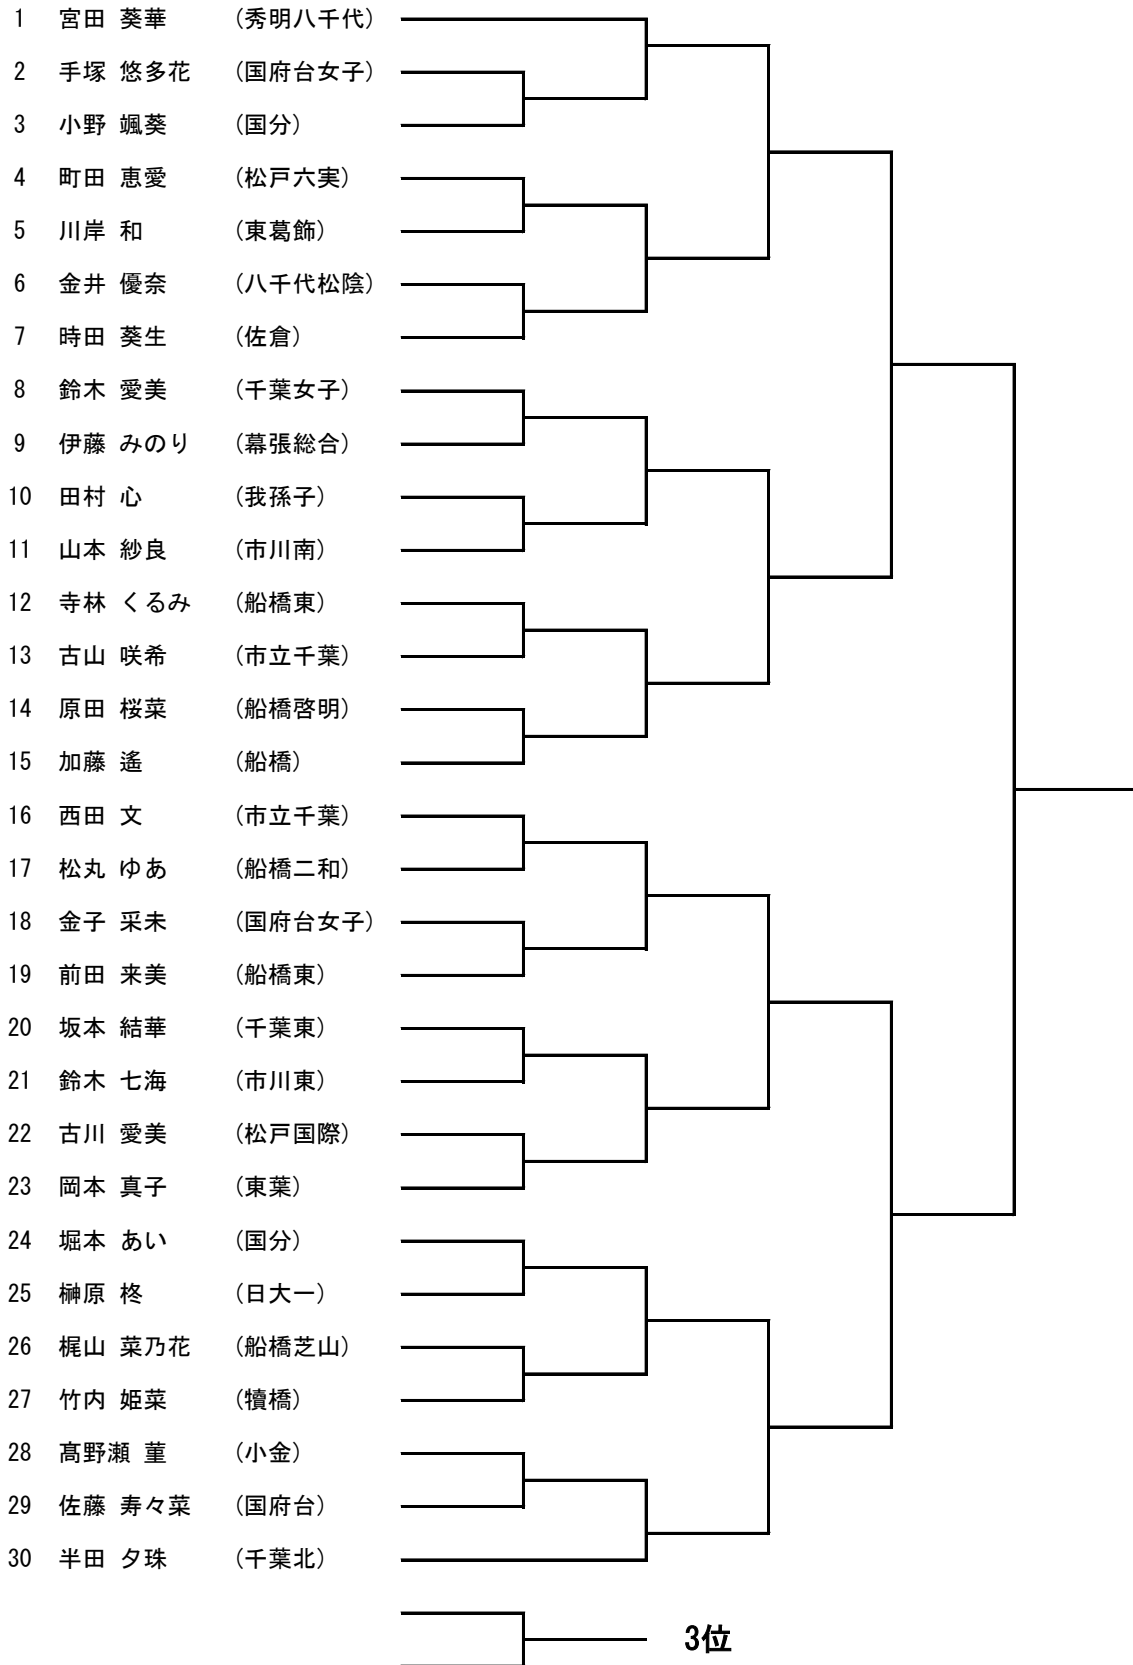 1 宮田 葵華 (秀明八千代)
2 手塚 悠多花 (国府台女子)
3 小野 颯葵 (国分)
4 町田 恵愛 (松戸六実)
5 川岸 和 (東葛飾)
6 金井 優奈 (八千代松陰)
7 時田 葵生 (佐倉)
8 鈴木 愛美 (千葉女子)
9 伊藤 みのり (幕張総合)
10 田村 心 (我孫子)
11 山本 紗良 (市川南)
12 寺林 くるみ (船橋東)
13 古山 咲希 (市立千葉)
14 原田 桜菜 (船橋啓明)
15 加藤 遙 (船橋)
16 西田 文 (市立千葉)
17 松丸 ゆあ (船橋二和)
18 金子 采未 (国府台女子)
19 前田 来美 (船橋東)
20 坂本 結華 (千葉東)
21 鈴木 七海 (市川東)
22 古川 愛美 (松戸国際)
23 岡本 真子 (東葉)
24 堀本 あい (国分)
25 榊原 柊 (日大一)
26 梶山 菜乃花 (船橋芝山)
27 竹内 姫菜 (犢橋)
28 髙野瀬 菫 (小金)
29 佐藤 寿々菜 (国府台)
30 半田 夕珠 (千葉北)
3位